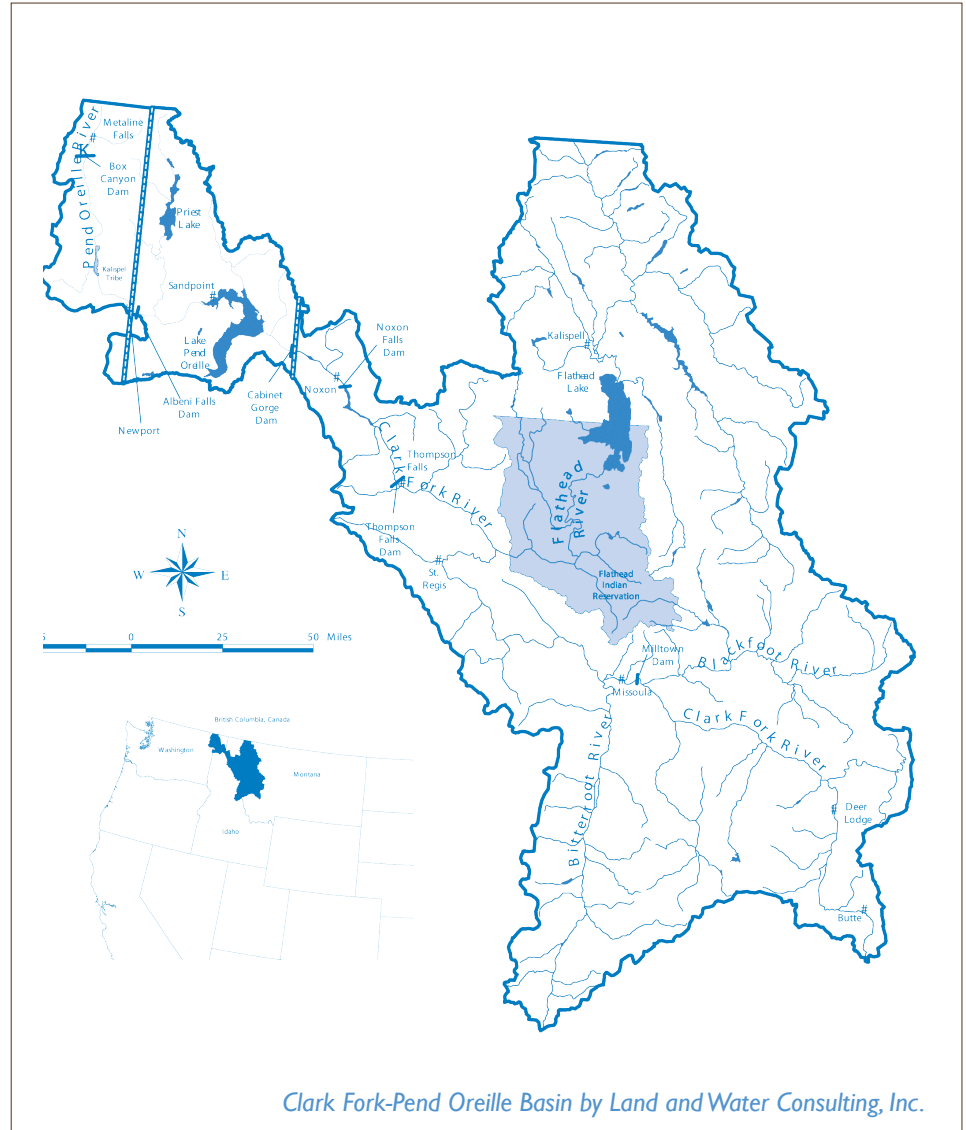 Metaline
Falls
#
Pend Oreille River
Box
Canyon
Dam
Priest
Lake
Kalispel
Tribe
Sandpoint
#
Lake
Pend
Oreille
Noxon
Falls
Dam
#
Noxon
Albeni Falls
Dam
Cabinet
Gorge
Dam
Newport
Kalispell
#
Flathead
Lake
Clark Fork River
Thompson
Falls
#
Thompson
Falls
Dam
Flathead
River
#
St.
Regis
Flathead
Indian
Reservation
N
W E
S
5 0 25 50 Miles
Milltown
Dam
Blackfoot River
#
Missoula
Clark Fork River
Bitterroot River
#
Deer
Lodge
Butte #
British Columbia, Canada
Washington
Montana
Idaho
Clark Fork-Pend Oreille Basin by Land and Water Consulting, Inc.